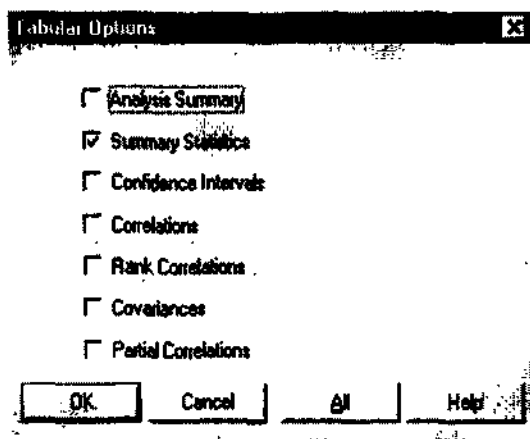 Tabular Options
Analysis Summary
Summary Statistics
Confidence Intervals
Correlations
Rank Correlations
Covariances
Partial Correlations
OK Cancel All Help